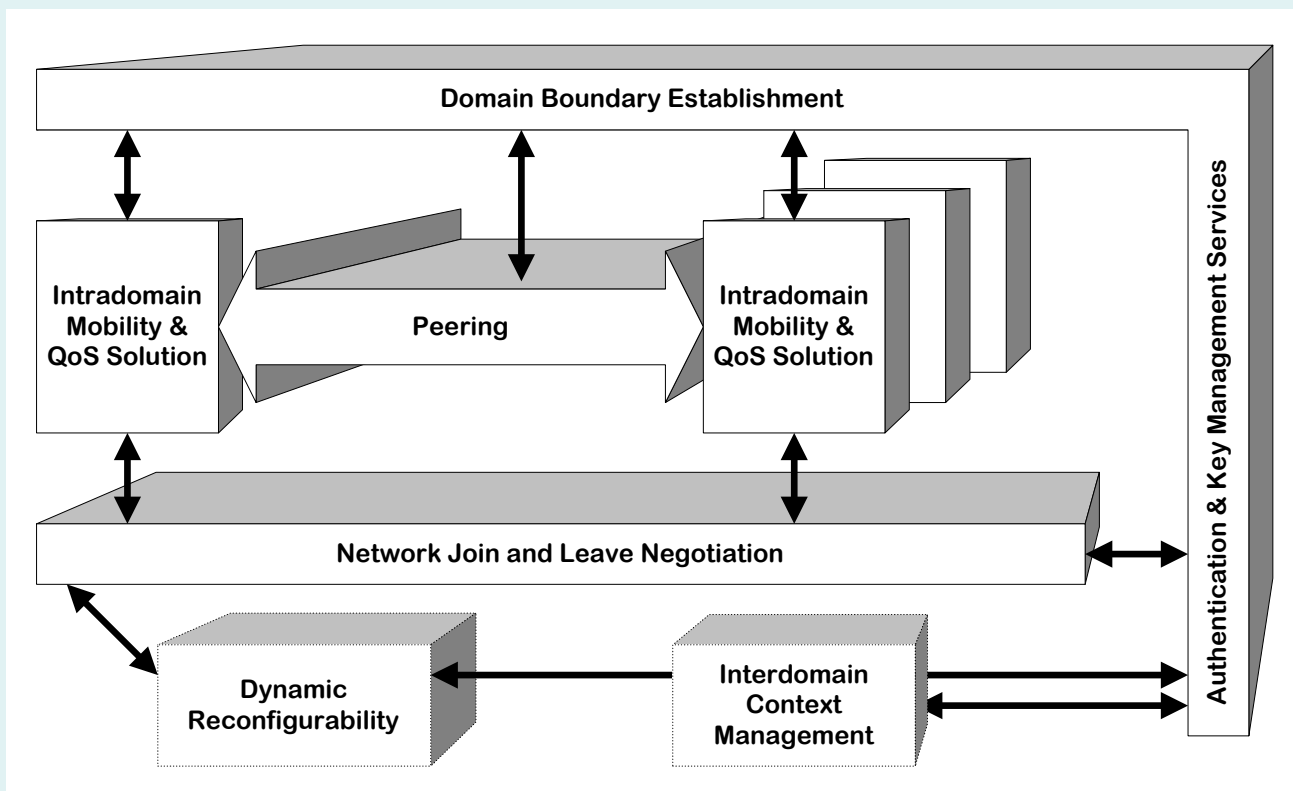 Domain Boundary Establishment
Authentication & Key Management Services
Intradomain
Mobility &
QoS Solution
Peering
Intradomain
Mobility &
QoS Solution
Network Join and Leave Negotiation
Dynamic
Reconfigurability
Interdomain
Context
Management